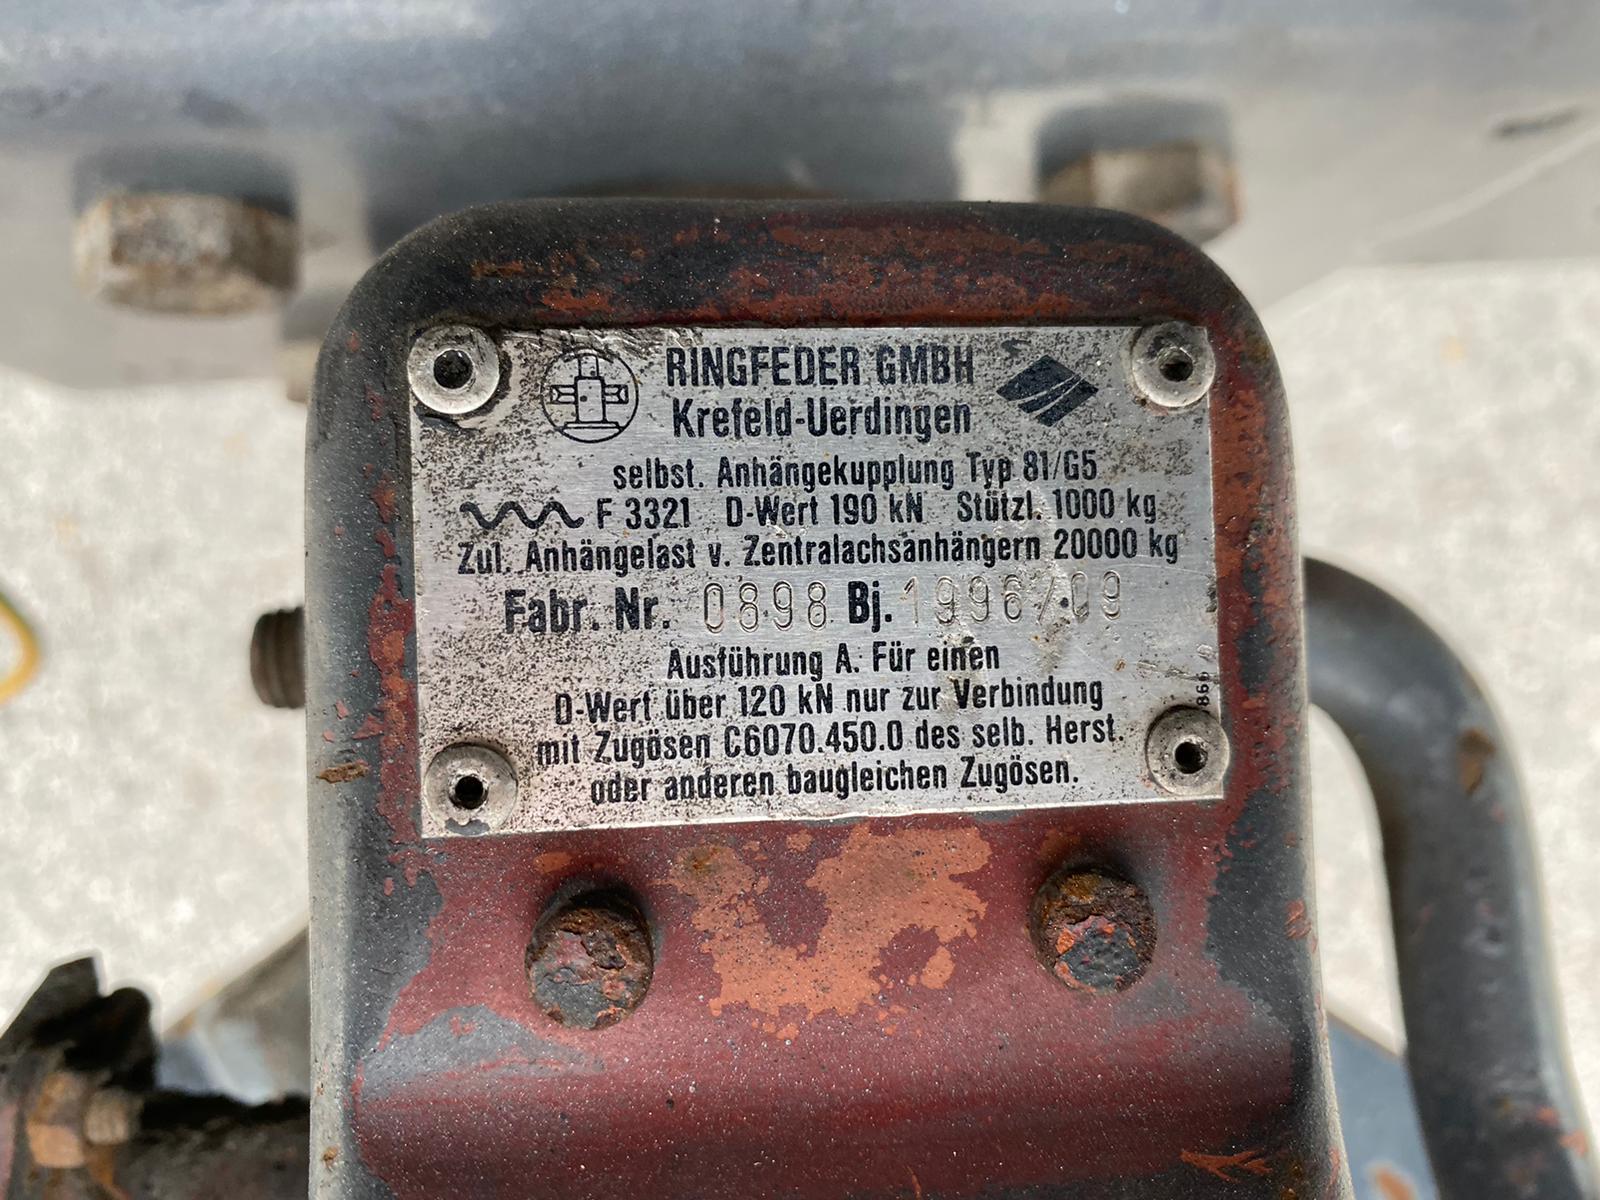 RINGFEDER GMBH
Krefeld-Uerdingen
selbst. Anhängekupplung Typ 81/G5
F 3321 D-Wert 190 kN Stützl. 1000 kg
Zul. Anhängelast v. Zentralachsanhängern 20000 kg
Fabr. Nr. 0898 Bj. 1996/09
Ausführung A. Für einen
D-Wert über 120 kN nur zur Verbindung
mit Zugösen C6070.450.0 des selb. Herst.
oder anderen baugleichen Zugösen.